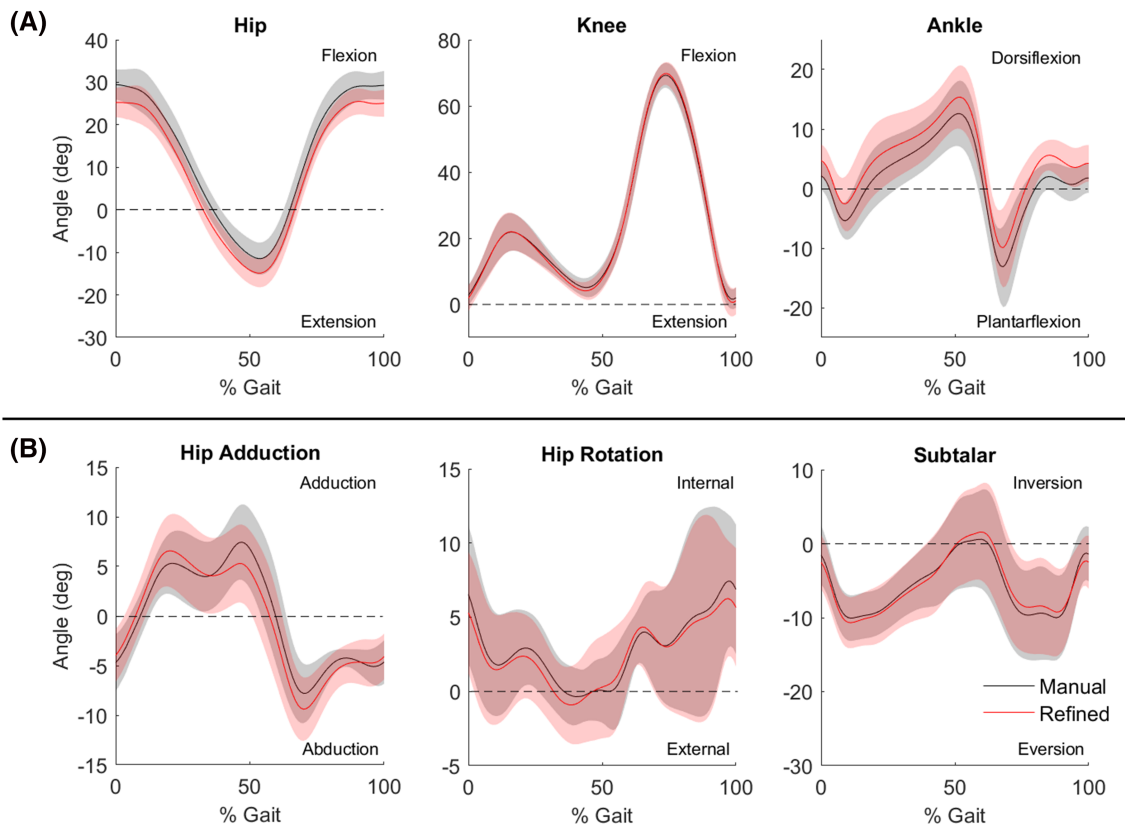 (A)
Hip
Knee
Ankle
40
30
20
10
0
-10
-20
-30
Angle (deg)
Flexion
Extension
0
50
100
% Gait
80
60
40
20
0
Flexion
Extension
0
50
100
% Gait
20
10
0
-10
-20
Dorsiflexion
Plantarflexion
0
50
100
% Gait
(B)
Hip Adduction
Hip Rotation
Subtalar
15
10
5
0
-5
-10
-15
Angle (deg)
Adduction
Abduction
0
50
100
% Gait
15
10
5
0
-5
Internal
External
0
50
100
% Gait
10
0
-10
-20
-30
Inversion
Manual
Refined
Eversion
0
50
100
% Gait